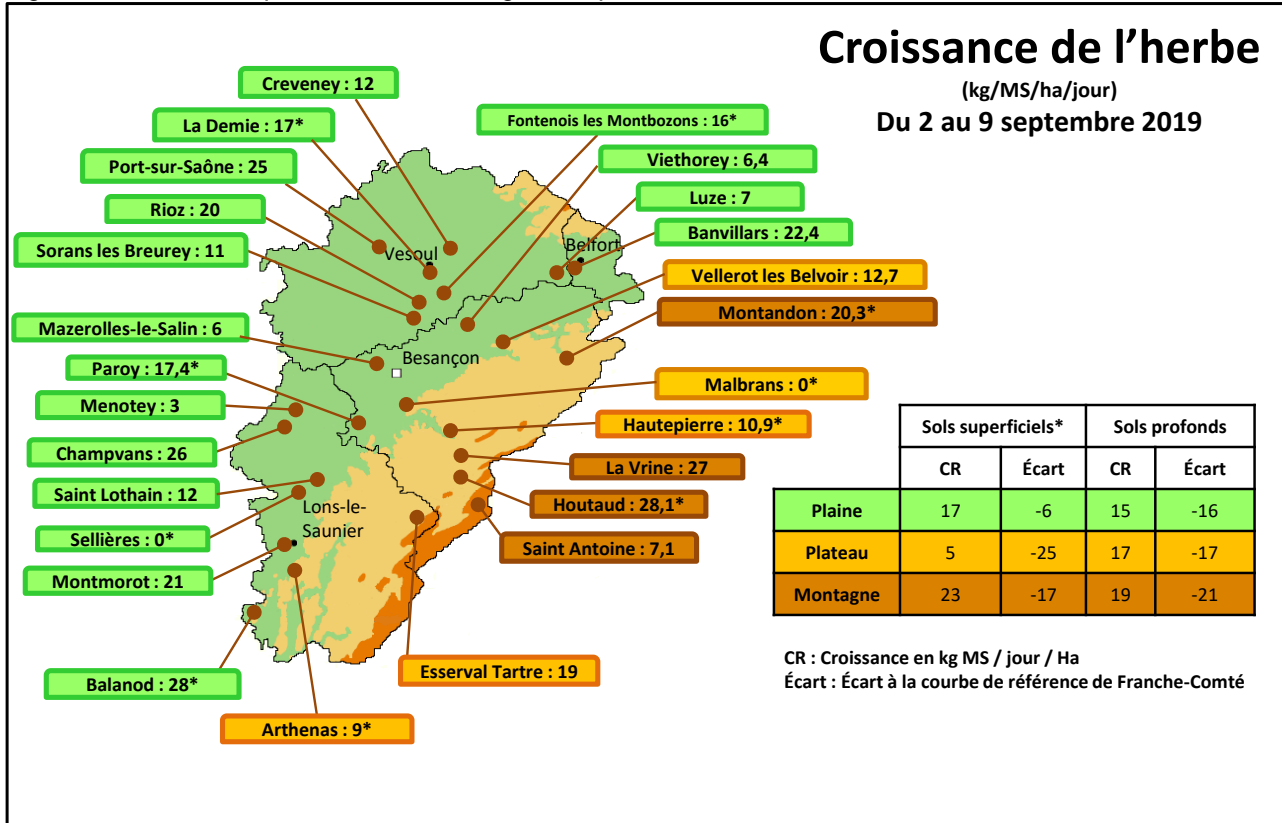 Croissance de l’herbe
(kg/MS/ha/jour)
Du 2 au 9 septembre 2019
Creveney : 12
La Demie : 17*
Port-sur-Saône : 25
Rioz : 20
Sorans les Breurey : 11
Mazerolles-le-Salin : 6
Paroy : 17,4*
Menotey : 3
Champvans : 26
Saint Lothain : 12
Sellières : 0*
Montmorot : 21
Balanod : 28*
Arthenas : 9*
Fontenois les Montbozons : 16*
Viethorey : 6,4
Luze : 7
Banvillars : 22,4
Vellerot les Belvoir : 12,7
Montandon : 20,3*
Malbrans : 0*
Hautepierre : 10,9*
La Vrine : 27
Houtaud : 28,1*
Saint Antoine : 7,1
Esserval Tartre : 19
Vesoul
Belfort
Besançon
Lons-le-
Saunier
Sols superficiels* Sols profonds
CR Écart CR Écart
Plaine 17 -6 15 -16
Plateau 5 -25 17 -17
Montagne 23 -17 19 -21
CR : Croissance en kg MS / jour / Ha
Écart : Écart à la courbe de référence de Franche-Comté